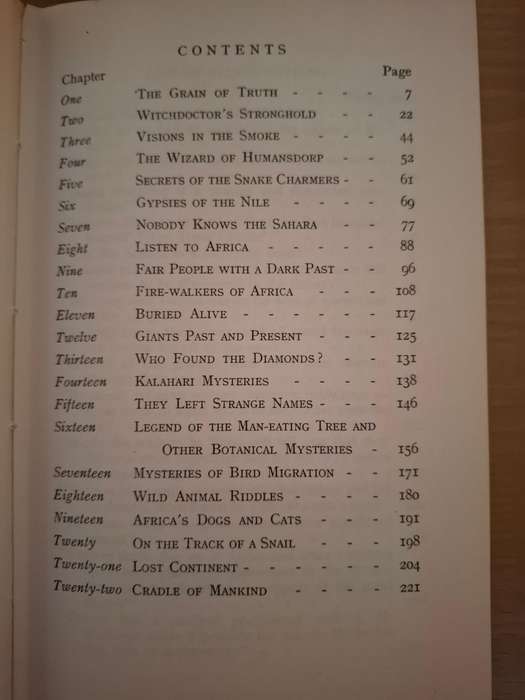 CONTENTS
Chapter Page
One The Grain of Truth - - - - 7
Two Witchdoctor's Stronghold - - 22
Three Visions in the Smoke - - - - 44
Four The Wizard of Humansdorp - - 52
Five Secrets of the Snake Charmers - - 61
Six Gypsies of the Nile - - - - 69
Seven Nobody Knows the Sahara - - 77
Eight Listen to Africa - - - - - 88
Nine Fair People with a Dark Past - - 96
Ten Fire-walkers of Africa - - - 108
Eleven Buried Alive - - - - - - 117
Twelve Giants Past and Present - - - 125
Thirteen Who Found the Diamonds? - - 131
Fourteen Kalahari Mysteries - - - - 138
Fifteen They Left Strange Names - - - 146
Sixteen Legend of the Man-eating Tree and
Other Botanical Mysteries - 156
Seventeen Mysteries of Bird Migration - - 171
Eighteen Wild Animal Riddles - - - - 180
Nineteen Africa's Dogs and Cats - - - 191
Twenty On the Track of a Snail - - - 198
Twenty-one Lost Continent - - - - - - 204
Twenty-two Cradle of Mankind - - - - 221